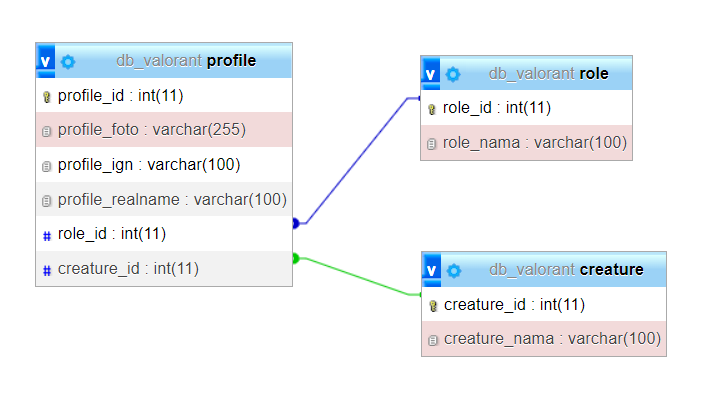 v db_valorant profile
profile_id : int(11)
profile_foto : varchar(255)
profile_ign : varchar(100)
profile_realname : varchar(100)
# role_id : int(11)
# creature_id : int(11)
v db_valorant role
role_id : int(11)
role_nama : varchar(100)
v db_valorant creature
creature_id : int(11)
creature_nama : varchar(100)